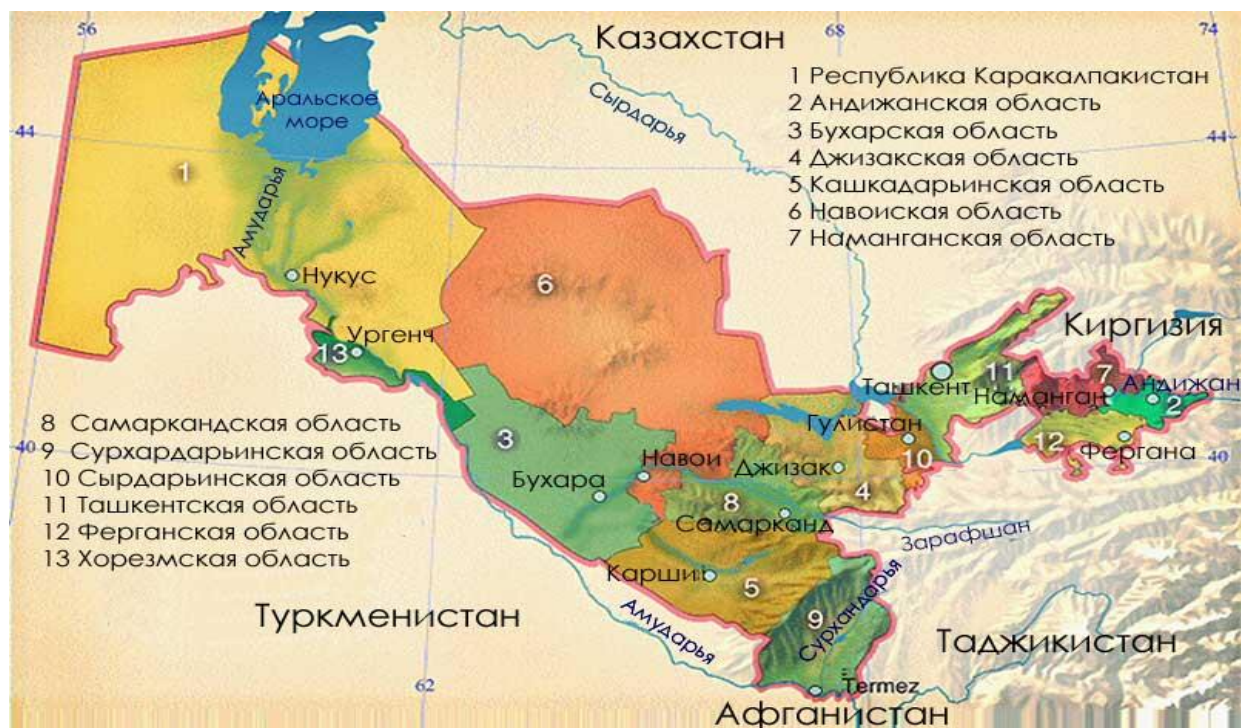 56
68
74
Казахстан
1 Республика Каракалпакистан
2 Андижанская область
3 Бухарская область
4 Джизакская область
5 Кашкадарьинская область
6 Навоиская область
7 Наманганская область
Сырдарья
Аральское
море
44
44
1
Амударья
Нукус
6
Киргизия
Ургенч
13
Ташкент
11
Наманган
7
Андижан
2
8 Самаркандская область
9 Сурхардарьинская область
10 Сырдарьинская область
11 Ташкентская область
12 Ферганская область
13 Хорезмская область
40
3
Гулистан
10
12
Фергана
40
Навои
Джизак
4
Бухара
8
Самарканд
Зарафшан
Карши
5
Туркменистан
Амударья
9
Сурхандарья
Таджикистан
62
Termez
Афганистан